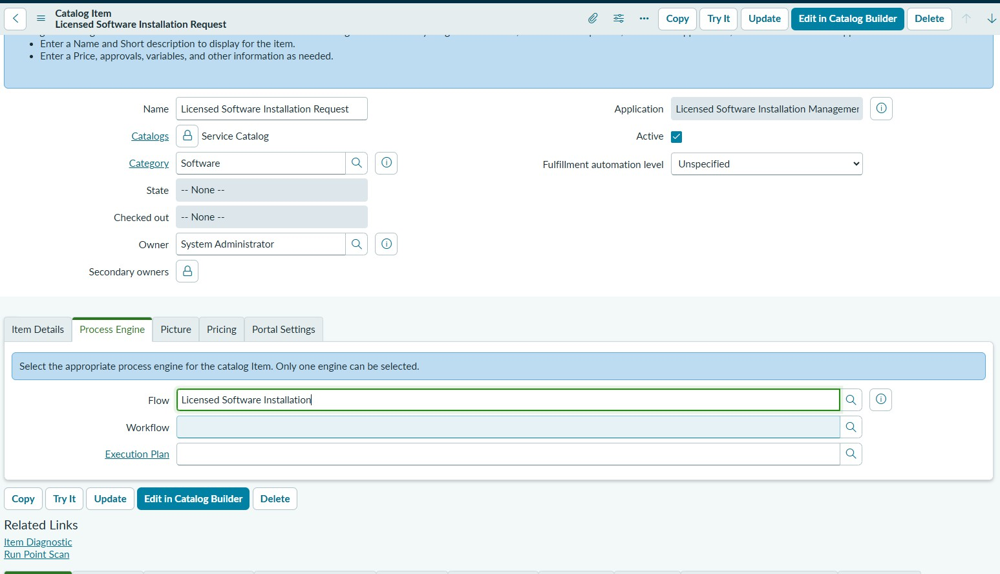 Catalog Item
Licensed Software Installation Request
Copy
Try It
Update
Edit in Catalog Builder
Delete
Enter a Name and Short description to display for the item.
Enter a Price, approvals, variables, and other information as needed.
Name
Licensed Software Installation Request
Application
Licensed Software Installation Managemer
Catalogs
Service Catalog
Active
Category
Software
Fulfillment automation level
Unspecified
State
-- None --
Checked out
-- None --
Owner
System Administrator
Secondary owners
Item Details
Process Engine
Picture
Pricing
Portal Settings
Select the appropriate process engine for the catalog Item. Only one engine can be selected.
Flow
Licensed Software Installation
Workflow
Execution Plan
Copy
Try It
Update
Edit in Catalog Builder
Delete
Related Links
Item Diagnostic
Run Point Scan